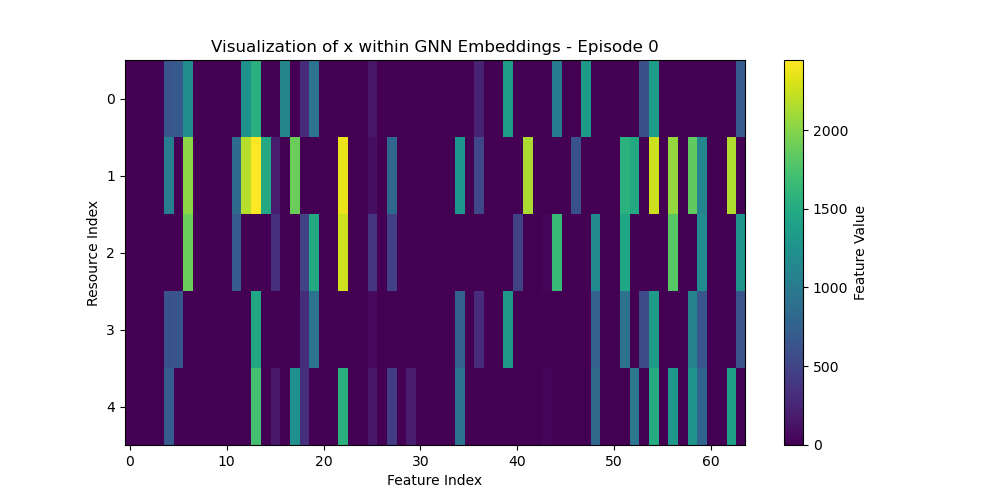 Visualization of x within GNN Embeddings - Episode 0
Resource Index
0
1
2
3
4
0 10 20 30 40 50 60
Feature Index
2000
1500
1000
500
0
Feature Value